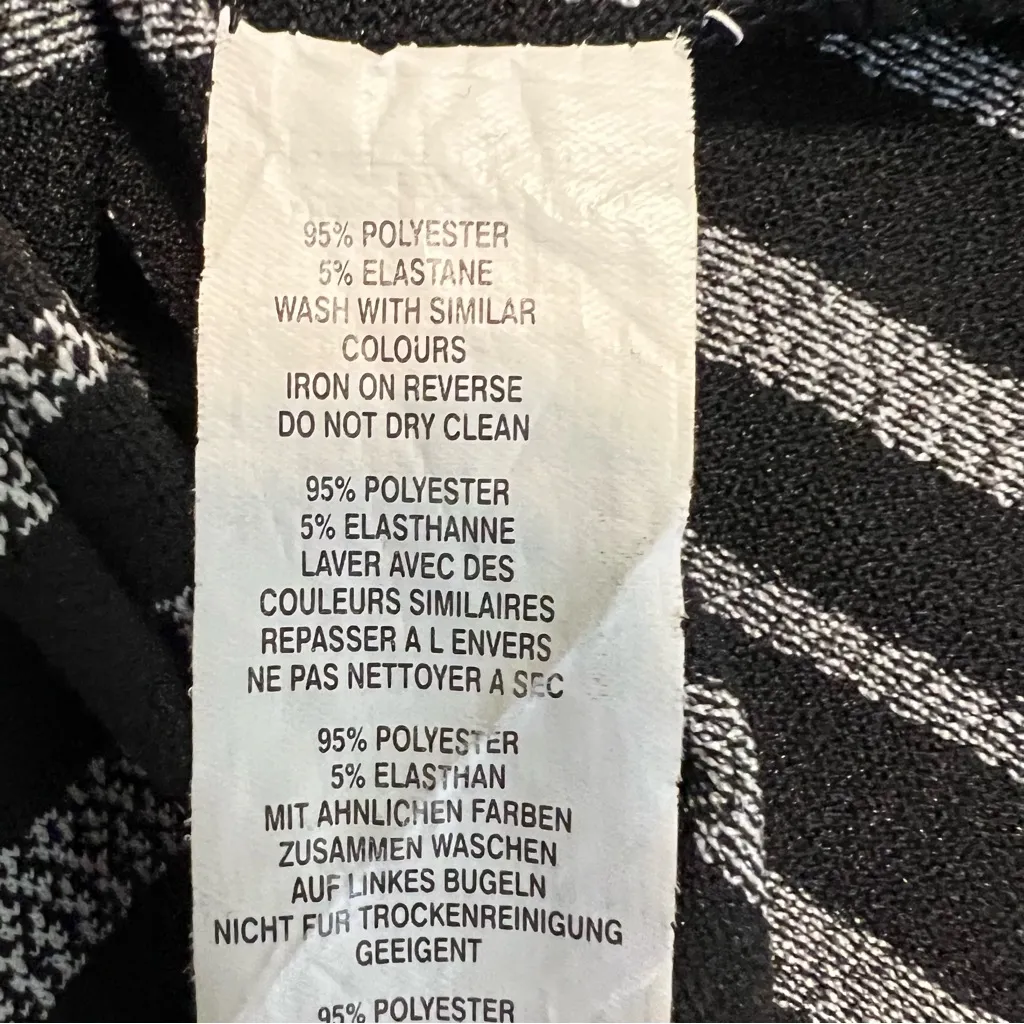 95% POLYESTER
5% ELASTANE
WASH WITH SIMILAR
COLOURS
IRON ON REVERSE
DO NOT DRY CLEAN
95% POLYESTER
5% ELASTHANNE
LAVER AVEC DES
COULEURS SIMILAIRES
REPASSER A L ENVERS
NE PAS NETTOYER A SEC
95% POLYESTER
5% ELASTHAN
MIT AHNLICHEN FARBEN
ZUSAMMEN WASCHEN
AUF LINKES BUGELN
NICHT FUR TROCKENREINIGUNG
GEEIGENT
95% POLYESTER